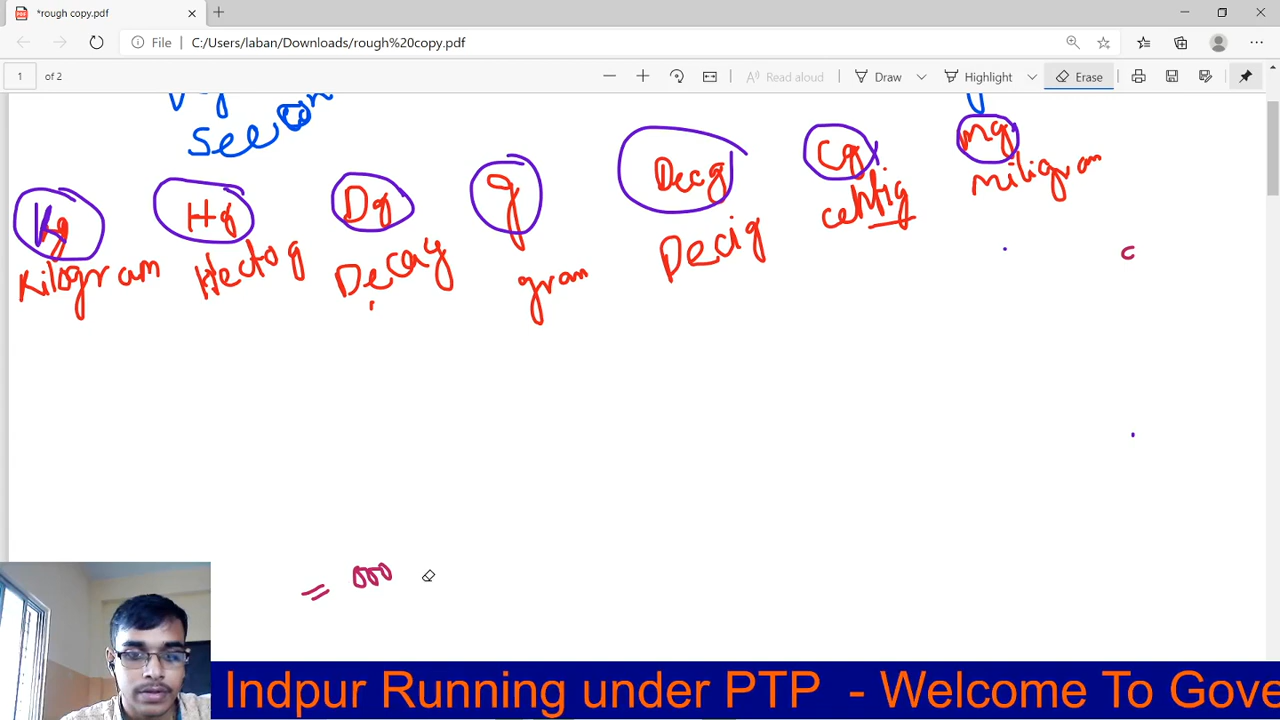 *rough copy.pdf
File C:/Users/laban/Downloads/rough%20copy.pdf
1 of 2 Read aloud Draw Highlight Erase
Second
Kg Hg Dg g Decg Cg mg
Kilogram Hectog Decag gram Decig centig miligram
c
= 000
Indpur Running under PTP - Welcome To Gove